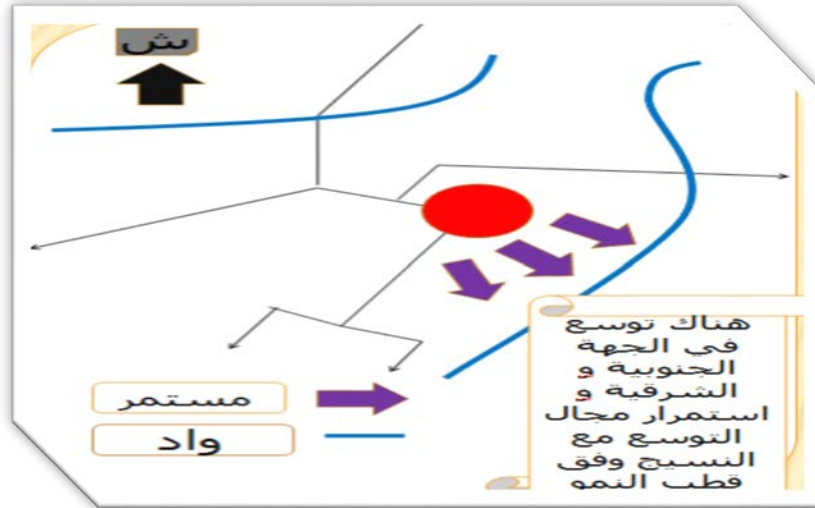 ش
هناك توسع
في الجهة
الجنوبية و
الشرقية و
استمرار مجال
التوسع مع
النسيج وفق
قطب النمو
مستمر
واد